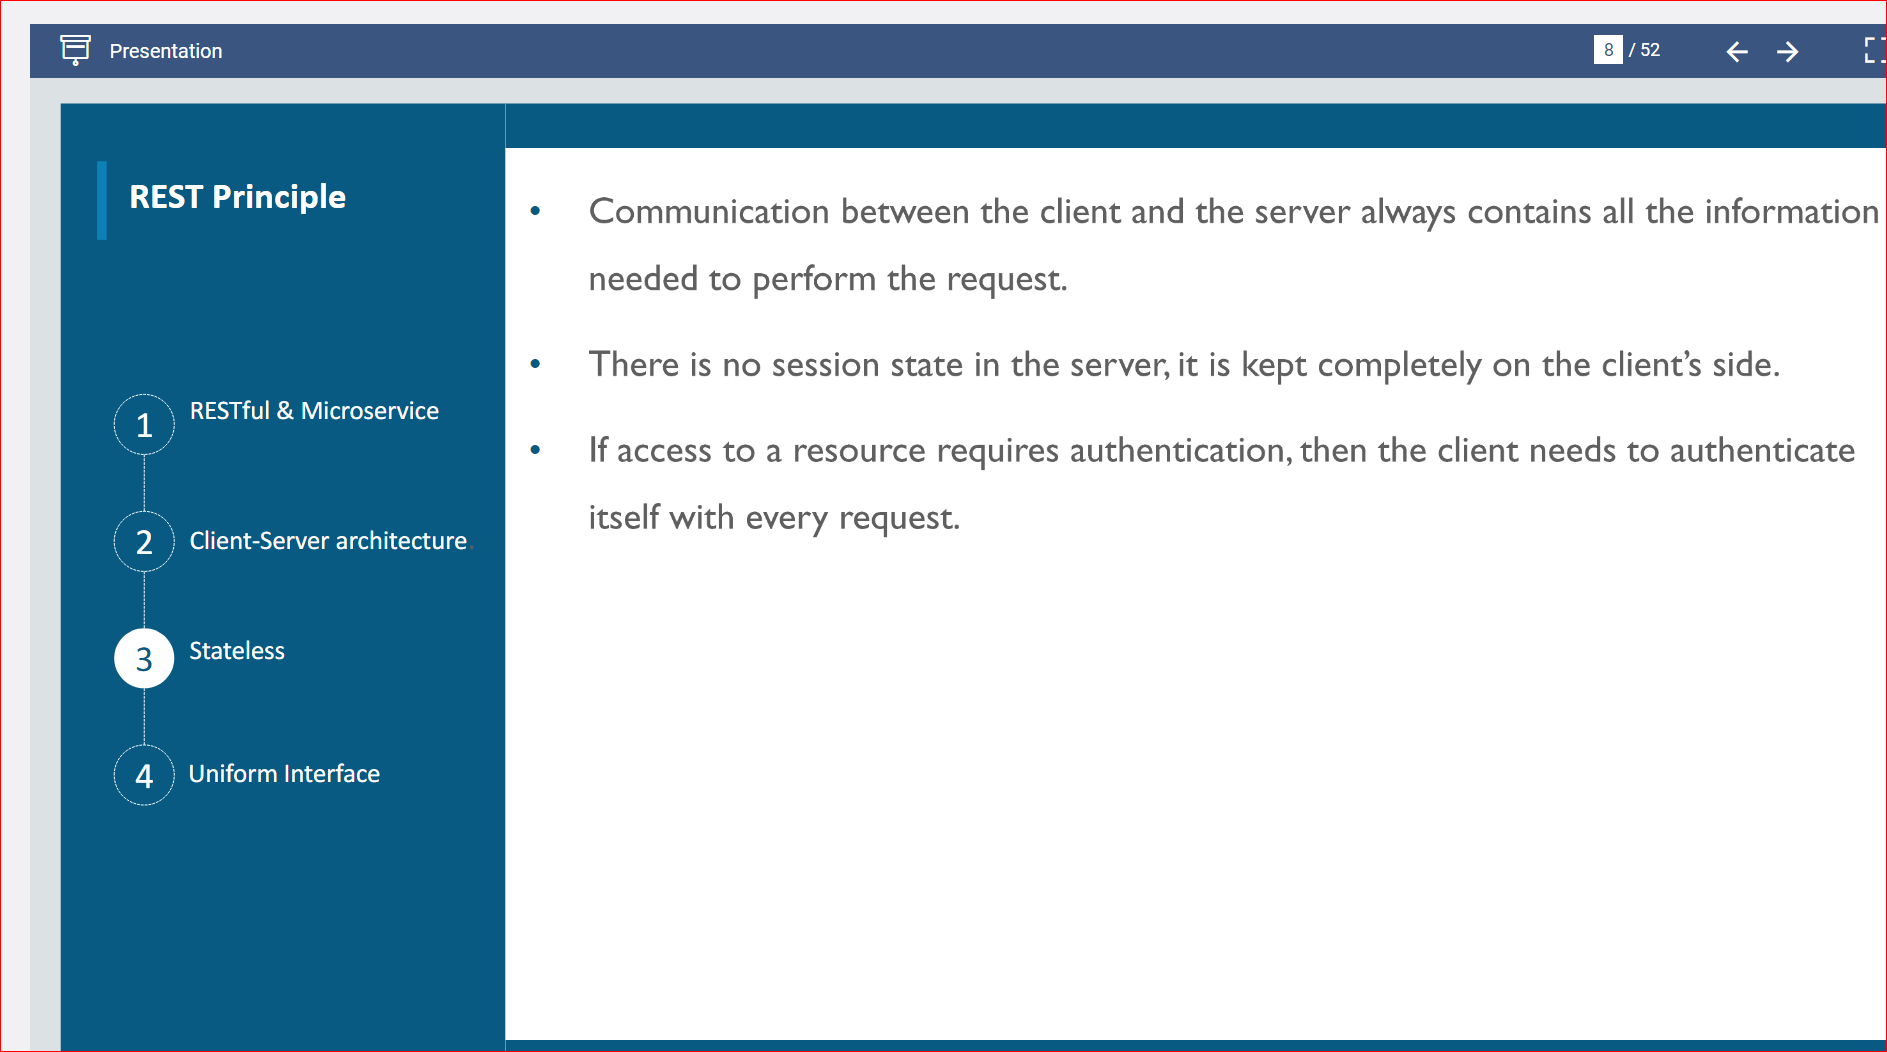 Presentation
8 / 52
REST Principle
1 RESTful & Microservice
2 Client-Server architecture.
3 Stateless
4 Uniform Interface
• Communication between the client and the server always contains all the information
needed to perform the request.
• There is no session state in the server, it is kept completely on the client’s side.
• If access to a resource requires authentication, then the client needs to authenticate
itself with every request.